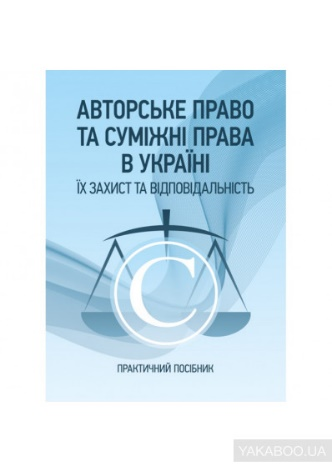 АВТОРСЬКЕ ПРАВО
ТА СУМІЖНІ ПРАВА
В УКРАЇНІ
ЇХ ЗАХИСТ ТА ВІДПОВІДАЛЬНІСТЬ
C
ПРАКТИЧНИЙ ПОСІБНИК
YAKABOO.UA